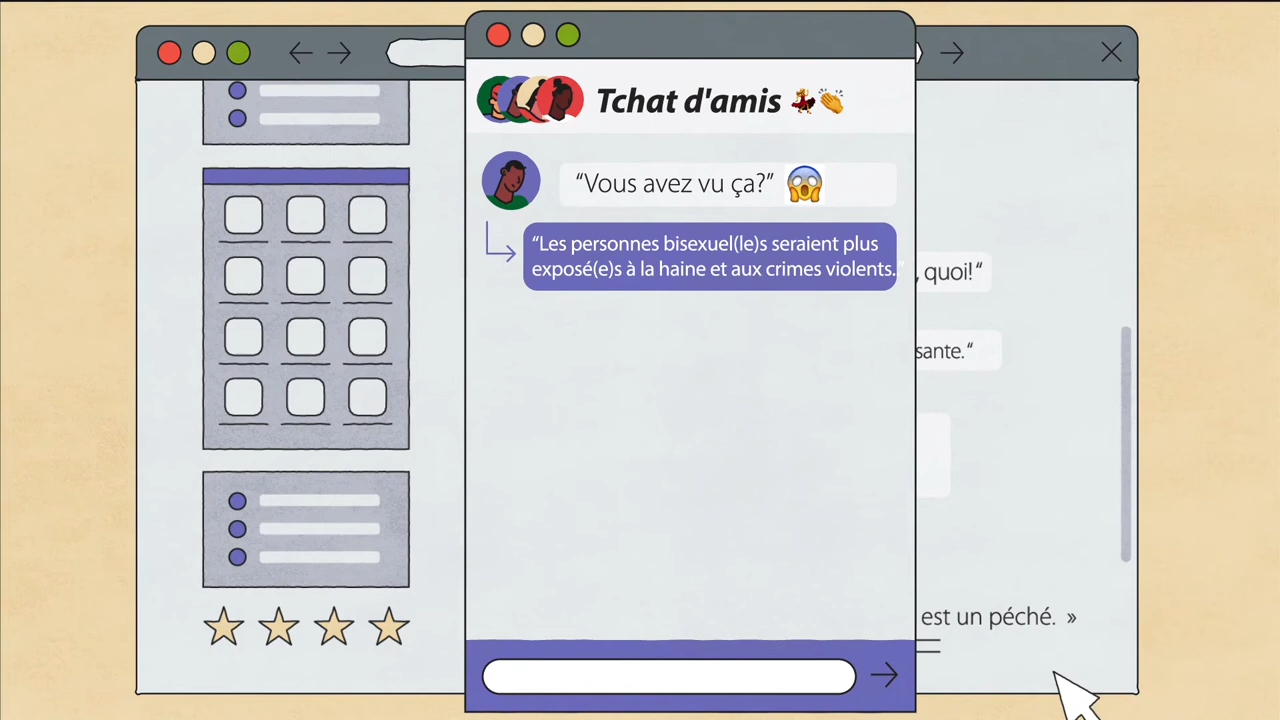 Tchat d'amis
“Vous avez vu ça?”
“Les personnes bisexuel(le)s seraient plus
exposé(e)s à la haine et aux crimes violents.”
, quoi!“
sante.“
est un péché. »